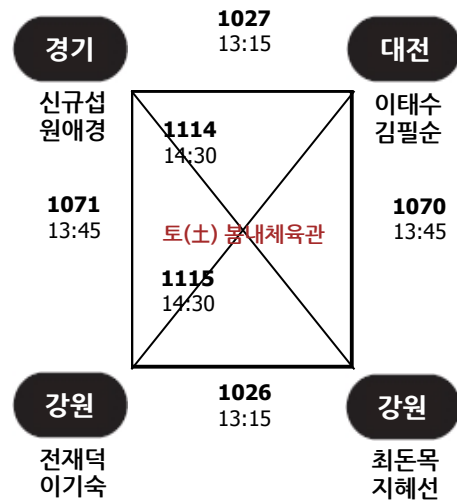 1027
13:15
경기
대전
신규섭
원애경
이태수
김필순
1114
14:30
1071
13:45
1070
13:45
토(土) 봄내체육관
1115
14:30
강원
1026
13:15
강원
전재덕
이기숙
최돈목
지혜선